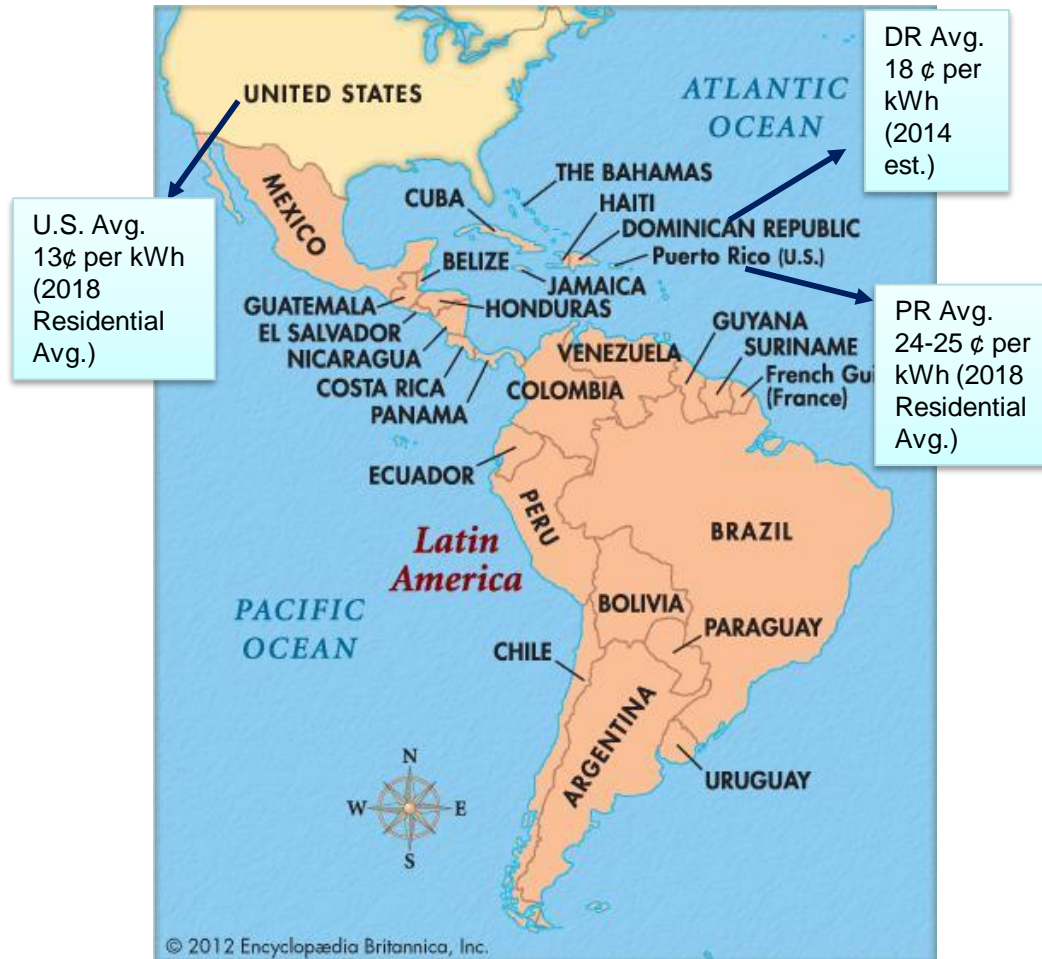 DR Avg.
18 ¢ per
kWh
(2014
est.)
UNITED STATES
ATLANTIC
OCEAN
THE BAHAMAS
CUBA
HAITI
DOMINICAN REPUBLIC
Puerto Rico (U.S.)
MEXICO
U.S. Avg.
13¢ per kWh
(2018
Residential
Avg.)
BELIZE
JAMAICA
GUATEMALA
HONDURAS
EL SALVADOR
NICARAGUA
COSTA RICA
PANAMA
PR Avg.
24-25 ¢ per
kWh (2018
Residential
Avg.)
GUYANA
SURINAME
French Gui
(France)
VENEZUELA
COLOMBIA
ECUADOR
PERU
BRAZIL
Latin
America
BOLIVIA
PACIFIC
OCEAN
PARAGUAY
CHILE
ARGENTINA
URUGUAY
N
W
E
S
© 2012 Encyclopædia Britannica, Inc.